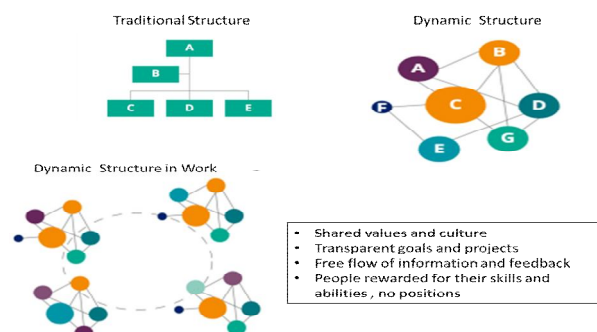 Traditional Structure
A
B
C D E
Dynamic Structure
A B C D E F G
Dynamic Structure in Work
• Shared values and culture
• Transparent goals and projects
• Free flow of information and feedback
• People rewarded for their skills and
abilities , no positions